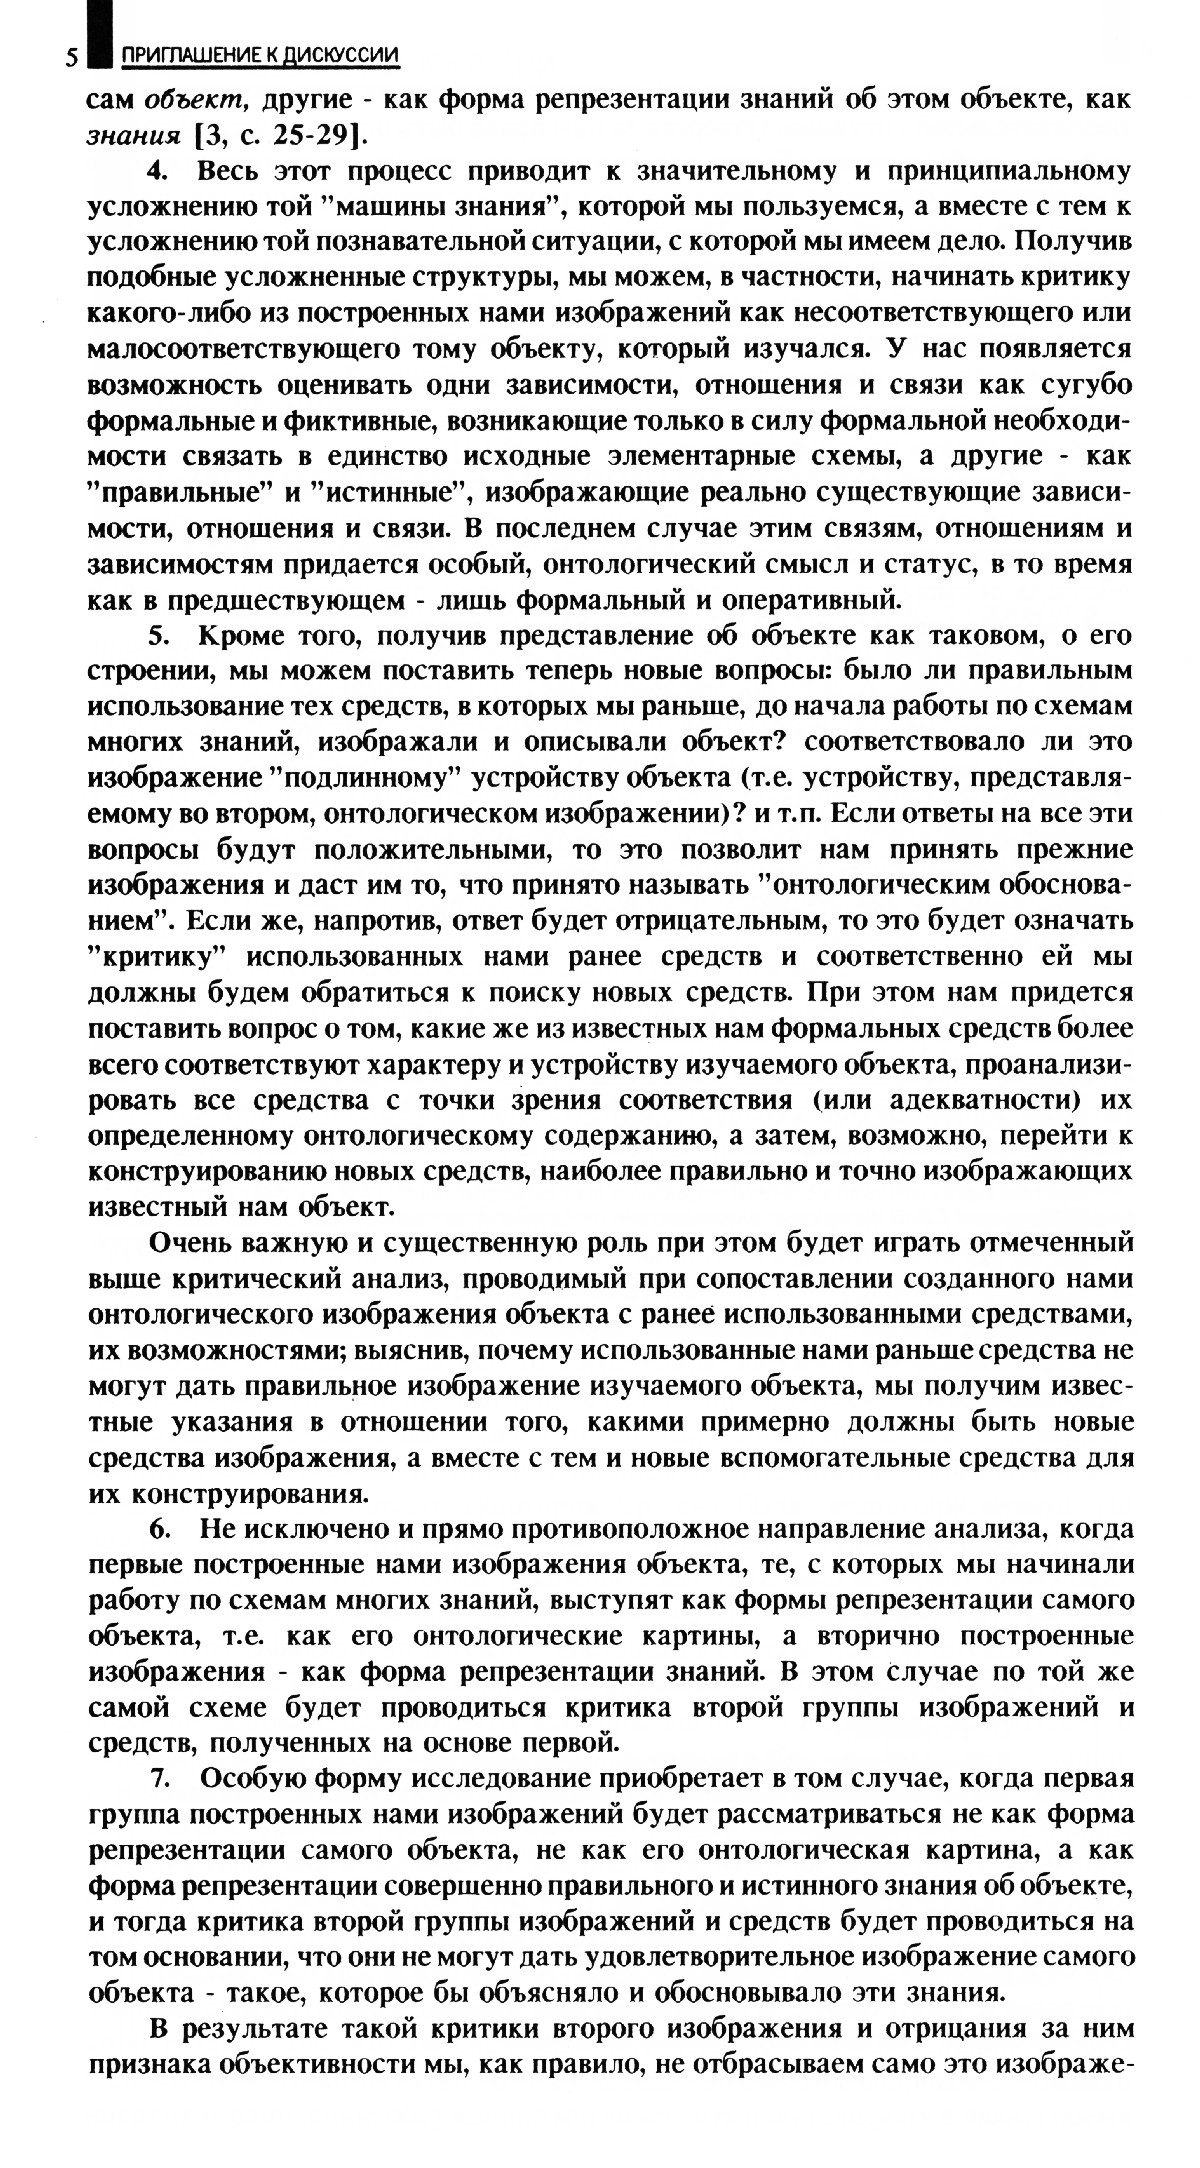 5 ПРИГЛАШЕНИЕ К ДИСКУССИИ
сам объект, другие - как форма репрезентации знаний об этом объекте, как
знания [3, с. 25-29].
4. Весь этот процесс приводит к значительному и принципиальному
усложнению той ”машины знания”, которой мы пользуемся, а вместе с тем к
усложнению той познавательной ситуации, с которой мы имеем дело. Получив
подобные усложненные структуры, мы можем, в частности, начинать критику
какого-либо из построенных нами изображений как несоответствующего или
малосоответствующего тому объекту, который изучался. У нас появляется
возможность оценивать одни зависимости, отношения и связи как сугубо
формальные и фиктивные, возникающие только в силу формальной необходи-
мости связать в единство исходные элементарные схемы, а другие - как
”правильные” и ”истинные”, изображающие реально существующие зависи-
мости, отношения и связи. В последнем случае этим связям, отношениям и
зависимостям придается особый, онтологический смысл и статус, в то время
как в предшествующем - лишь формальный и оперативный.
5. Кроме того, получив представление об объекте как таковом, о его
строении, мы можем поставить теперь новые вопросы: было ли правильным
использование тех средств, в которых мы раньше, до начала работы по схемам
многих знаний, изображали и описывали объект? соответствовало ли это
изображение ”подлинному” устройству объекта (т.е. устройству, представля-
емому во втором, онтологическом изображении)? и т.п. Если ответы на все эти
вопросы будут положительными, то это позволит нам принять прежние
изображения и даст им то, что принято называть ”онтологическим обоснова-
нием”. Если же, напротив, ответ будет отрицательным, то это будет означать
”критику” использованных нами ранее средств и соответственно ей мы
должны будем обратиться к поиску новых средств. При этом нам придется
поставить вопрос о том, какие же из известных нам формальных средств более
всего соответствуют характеру и устройству изучаемого объекта, проанализи-
ровать все средства с точки зрения соответствия (или адекватности) их
определенному онтологическому содержанию, а затем, возможно, перейти к
конструированию новых средств, наиболее правильно и точно изображающих
известный нам объект.
Очень важную и существенную роль при этом будет играть отмеченный
выше критический анализ, проводимый при сопоставлении созданного нами
онтологического изображения объекта с ранее использованными средствами,
их возможностями; выяснив, почему использованные нами раньше средства не
могут дать правильное изображение изучаемого объекта, мы получим извес-
тные указания в отношении того, какими примерно должны быть новые
средства изображения, а вместе с тем и новые вспомогательные средства для
их конструирования.
6. Не исключено и прямо противоположное направление анализа, когда
первые построенные нами изображения объекта, те, с которых мы начинали
работу по схемам многих знаний, выступят как формы репрезентации самого
объекта, т.е. как его онтологические картины, а вторично построенные
изображения - как форма репрезентации знаний. В этом случае по той же
самой схеме будет проводиться критика второй группы изображений и
средств, полученных на основе первой.
7. Особую форму исследование приобретает в том случае, когда первая
группа построенных нами изображений будет рассматриваться не как форма
репрезентации самого объекта, не как его онтологическая картина, а как
форма репрезентации совершенно правильного и истинного знания об объекте,
и тогда критика второй группы изображений и средств будет проводиться на
том основании, что они не могут дать удовлетворительное изображение самого
объекта - такое, которое бы объясняло и обосновывало эти знания.
В результате такой критики второго изображения и отрицания за ним
признака объективности мы, как правило, не отбрасываем само это изображе-